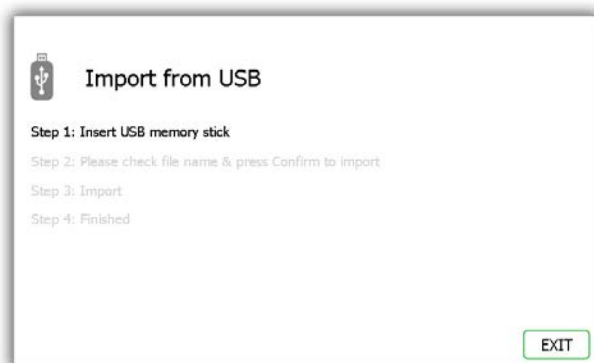 Import from USB
Step 1: Insert USB memory stick
Step 2: Please check file name & press Confirm to import
Step 3: Import
Step 4: Finished
EXIT